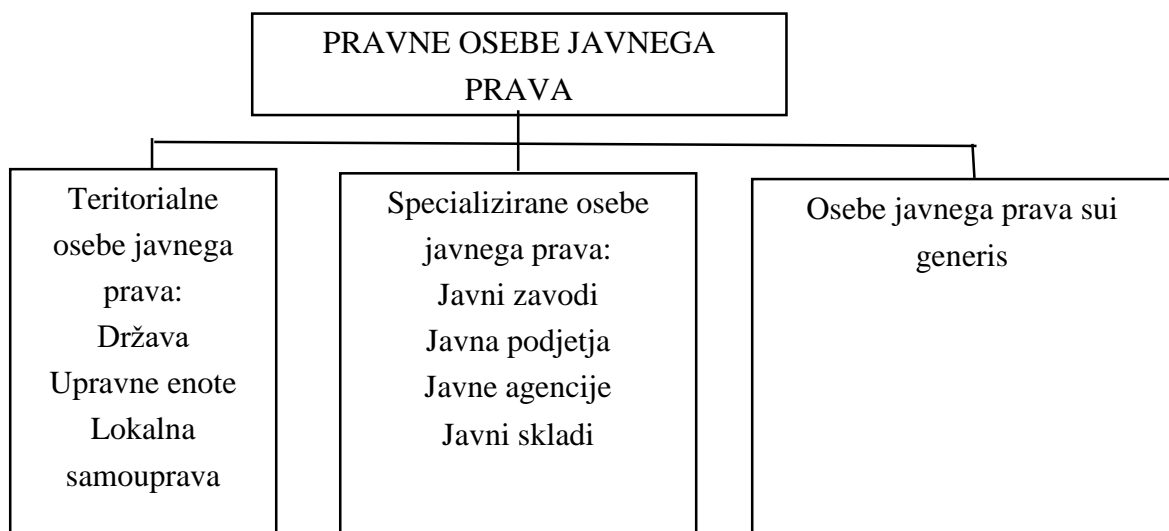 PRAVNE OSEBE JAVNEGA
PRAVA
Teritorialne
osebe javnega
prava:
Država
Upravne enote
Lokalna
samouprava
Specializirane osebe
javnega prava:
Javni zavodi
Javna podjetja
Javne agencije
Javni skladi
Osebe javnega prava sui
generis